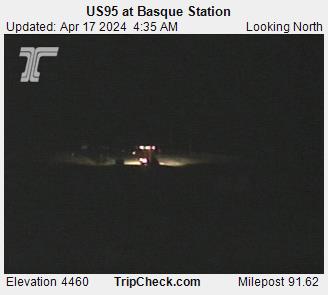 US95 at Basque Station
Updated: Apr 17 2024 4:35 AM Looking North
Elevation 4460 TripCheck.com Milepost 91.62